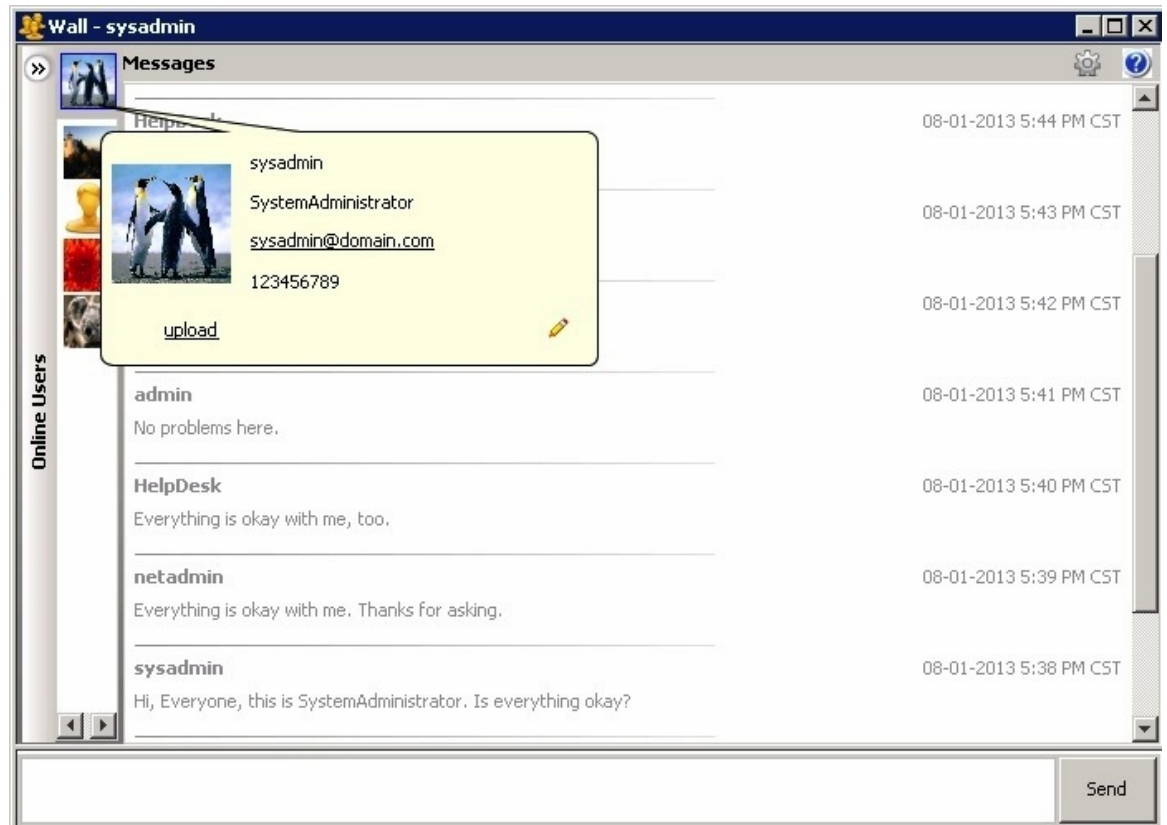 Wall - sysadmin
Messages
08-01-2013 5:44 PM CST
sysadmin
SystemAdministrator
sysadmin@domain.com
123456789
upload
08-01-2013 5:43 PM CST
08-01-2013 5:42 PM CST
Online Users
admin
08-01-2013 5:41 PM CST
No problems here.
HelpDesk
08-01-2013 5:40 PM CST
Everything is okay with me, too.
netadmin
08-01-2013 5:39 PM CST
Everything is okay with me. Thanks for asking.
sysadmin
08-01-2013 5:38 PM CST
Hi, Everyone, this is SystemAdministrator. Is everything okay?
Send